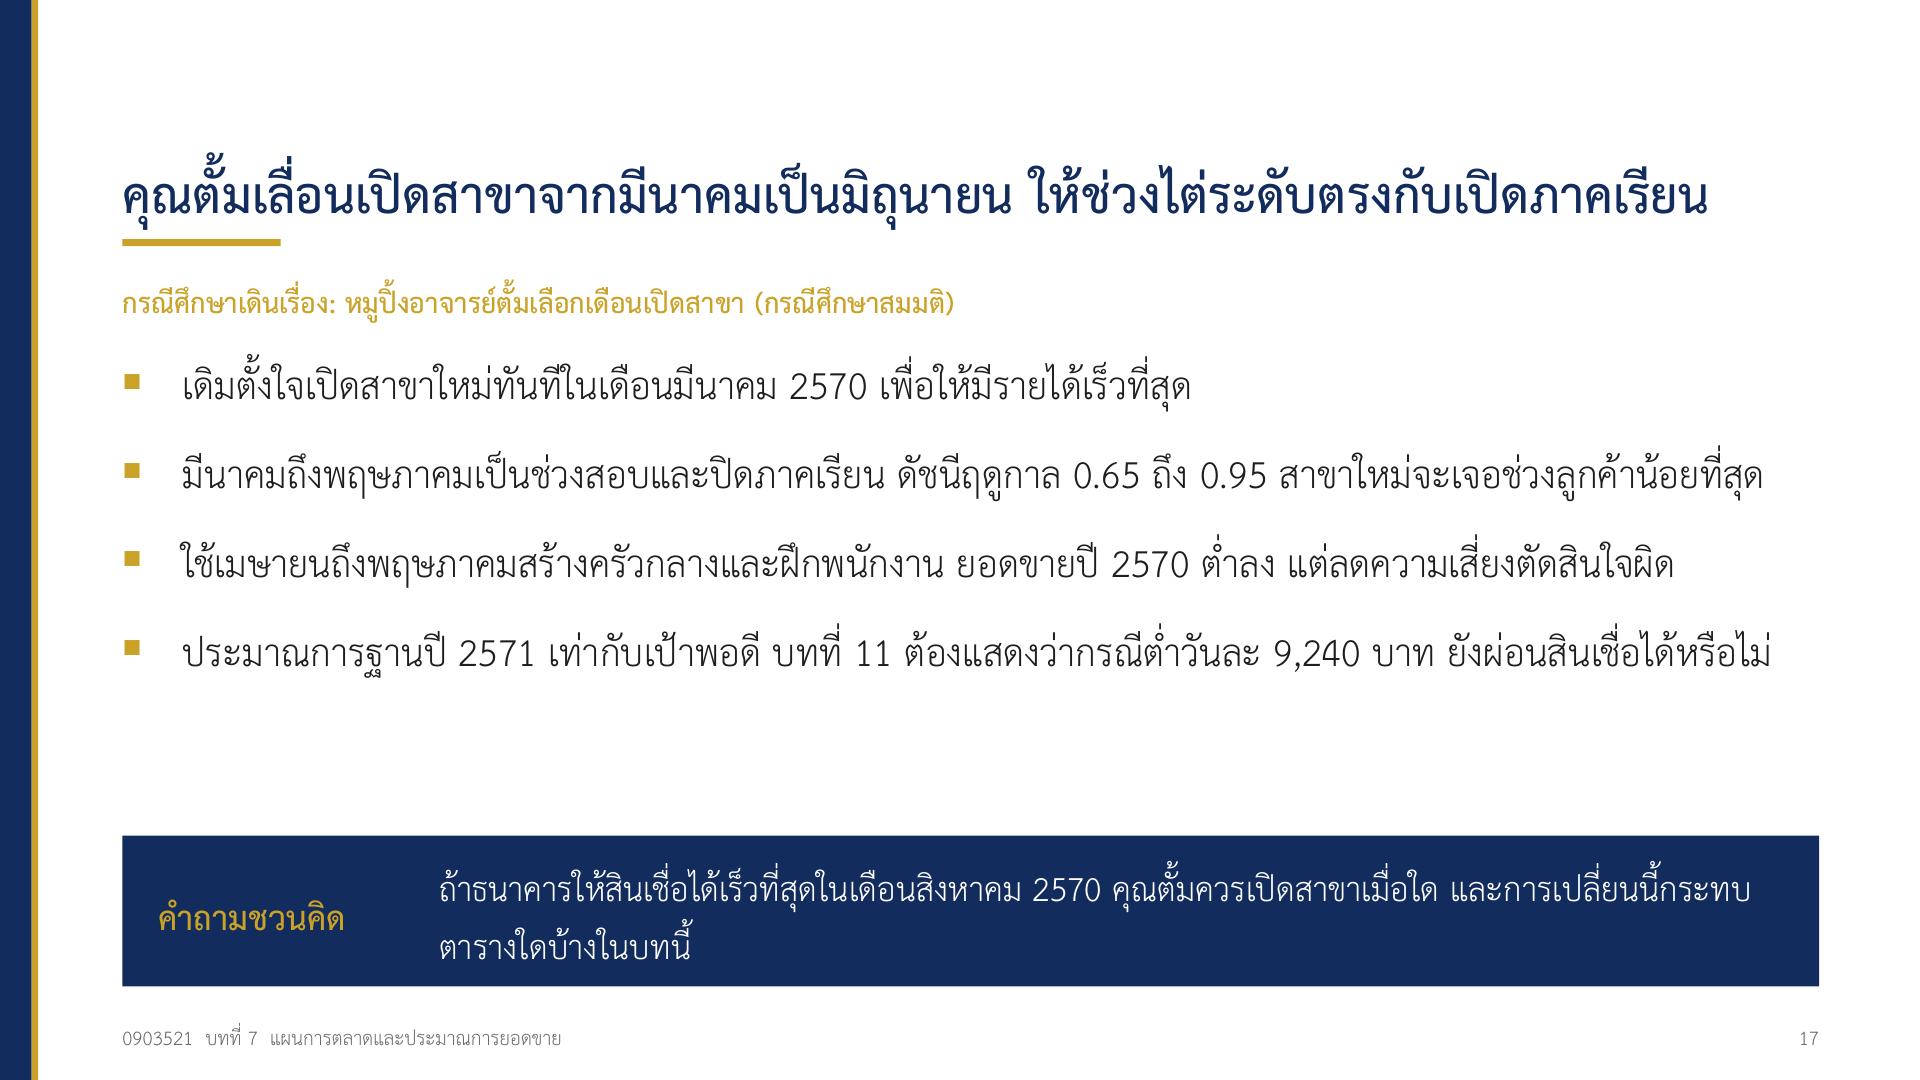 คุณตั้มเลื่อนเปิดสาขาจากมีนาคมเป็นมิถุนายน ให้ช่วงไต่ระดับตรงกับเปิดภาคเรียน
กรณีศึกษาเดินเรื่อง: หมูปิ้งอาจารย์ตั้มเลือกเดือนเปิดสาขา (กรณีศึกษาสมมติ)
▪ เดิมตั้งใจเปิดสาขาใหม่ทันทีในเดือนมีนาคม 2570 เพื่อให้มีรายได้เร็วที่สุด
▪ มีนาคมถึงพฤษภาคมเป็นช่วงสอบและปิดภาคเรียน ดัชนีฤดูกาล 0.65 ถึง 0.95 สาขาใหม่จะเจอช่วงลูกค้าน้อยที่สุด
▪ ใช้เมษายนถึงพฤษภาคมสร้างครัวกลางและฝึกพนักงาน ยอดขายปี 2570 ต่ำลง แต่ลดความเสี่ยงตัดสินใจผิด
▪ ประมาณการฐานปี 2571 เท่ากับเป้าพอดี บทที่ 11 ต้องแสดงว่ากรณีต่ำวันละ 9,240 บาท ยังผ่อนสินเชื่อได้หรือไม่
คำถามชวนคิด
ถ้าธนาคารให้สินเชื่อได้เร็วที่สุดในเดือนสิงหาคม 2570 คุณตั้มควรเปิดสาขาเมื่อใด และการเปลี่ยนนี้กระทบ
ตารางใดบ้างในบทนี้
0903521 บทที่ 7 แผนการตลาดและประมาณการยอดขาย
17